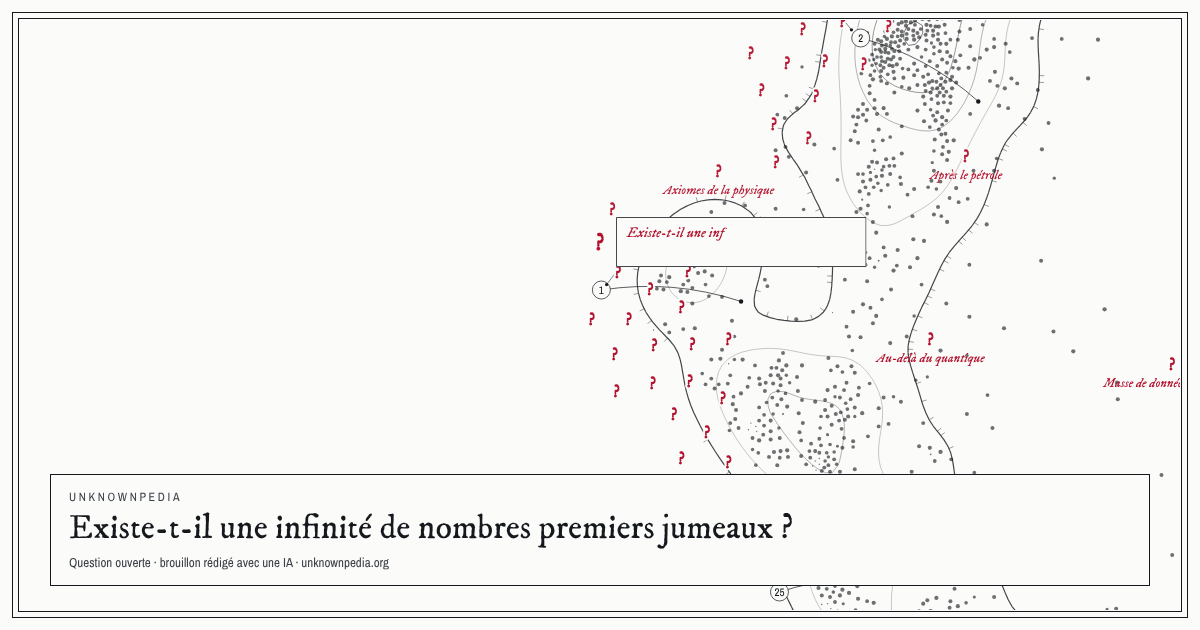 2
Après le pétrole
Axiomes de la physique
Existe-t-il une inf
1
Au-delà du quantique
Masse de donné
UNKNOWNPEDIA
Existe-t-il une infinité de nombres premiers jumeaux ?
Question ouverte · brouillon rédigé avec une IA · unknownpedia.org
25